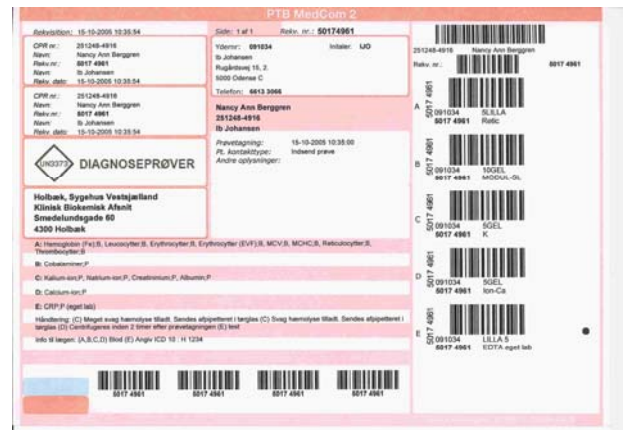 PTB MedCom 2
Rekvisition: 15-10-2005 10:35:54
Side: 1 af 1 Rekv. nr.: 50174961
CPR nr.: 251248-4916
Navn: Nancy Ann Berggren
Rekv.nr.: 5017 4961
Navn: Ib Johansen
Rekv. dato: 15-10-2005 10:35:54
CPR nr.: 251248-4916
Navn: Nancy Ann Berggren
Rekv.nr.: 5017 4961
Navn: Ib Johansen
Rekv. dato: 15-10-2005 10:35:54
UN3373 DIAGNOSEPRØVER
Holbæk, Sygehus Vestsjælland
Klinisk Biokemisk Afsnit
Smedelundsgade 60
4300 Holbæk
Ydernr: 091034 Initaler: IJO
Ib Johansen
Rugårdsvej 15, 2.
5000 Odense C
Telefon: 6613 3066
Nancy Ann Berggren
251248-4916
Ib Johansen
Prøvetagning: 15-10-2005 10:35:00
Pt. kontakttype: Indsend prøve
Andre oplysninger:
A: Hemoglobin (Fe);B, Leucocytter;B, Erythrocytter;B, Erythrocytter (EVF);B, MCV;B, MCHC;B, Reticulocytter;B,
Thrombocytter;B
B: Cobalaminer;P
C: Kalium-ion;P, Natrium-ion;P, Creatininium;P, Albumin;P
D: Calcium-ion;P
E: CRP;P (eget lab)
Håndtering: (C) Meget svag hæmolyse tilladt. Sendes afpipetteret i tørglas (C) Svag hæmolyse tilladt. Sendes afpipetteret i
tørglas (D) Centrifugeres inden 2 timer efter prøvetagningen (E) test
Info til lægen: (A,B,C,D) Blod (E) Angiv ICD 10 : H 1234
5017 4961 5017 4961 5017 4961 5017 4961
251248-4916 Nancy Ann Berggren
Rekv. nr.: 5017 4961
A 5017 4961
091034 5LILLA
5017 4961 Retic
B 5017 4961
091034 10GEL
5017 4961 MODUL-GL
C 5017 4961
091034 5GEL
5017 4961 K
D 5017 4961
091034 5GEL
5017 4961 Ion-Ca
E 5017 4961
091034 LILLA 5
5017 4961 EDTA eget lab